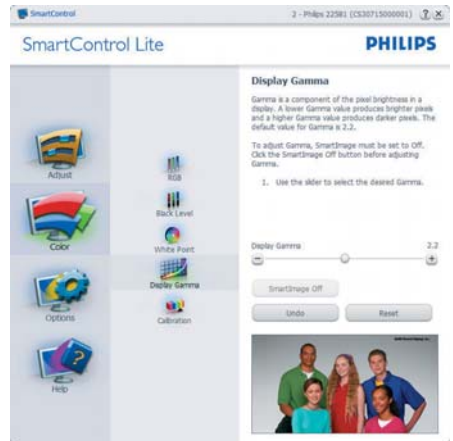 SmartControl
2 - Philips 225B1 (CS30715000001)
SmartControl Lite
PHILIPS
Adjust
Color
Options
Help
RGB
Black Level
White Point
Display Gamma
Calibration
Display Gamma
Gamma is a component of the pixel brightness in a
display. A lower Gamma value produces brighter pixels
and a higher Gamma value produces darker pixels. The
default value for Gamma is 2.2.
To adjust Gamma, SmartImage must be set to Off.
Click the SmartImage Off button before adjusting
Gamma.
1. Use the slider to select the desired Gamma.
Display Gamma 2.2
SmartImage Off
Undo Reset